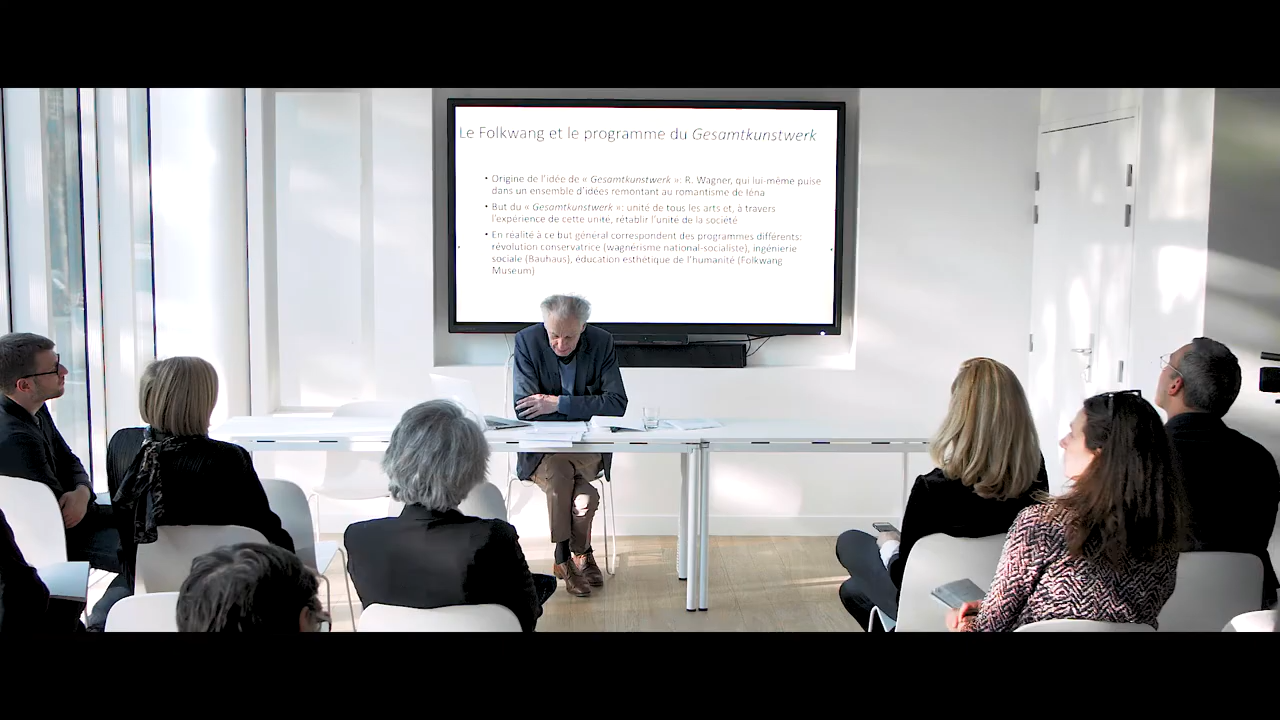 Le Folkwang et le programme du Gesamtkunstwerk
• Origine de l'idée de « Gesamtkunstwerk »: R. Wagner, qui lui-même puise
dans un ensemble d'idées remontant au romantisme de Iéna
• But du « Gesamtkunstwerk »: unité de tous les arts et, à travers
l'expérience de cette unité, rétablir l'unité de la société
• En réalité à ce but général correspondent des programmes différents:
révolution conservatrice (wagnérisme national-socialiste), ingénierie
sociale (Bauhaus), éducation esthétique de l'humanité (Folkwang
Museum)